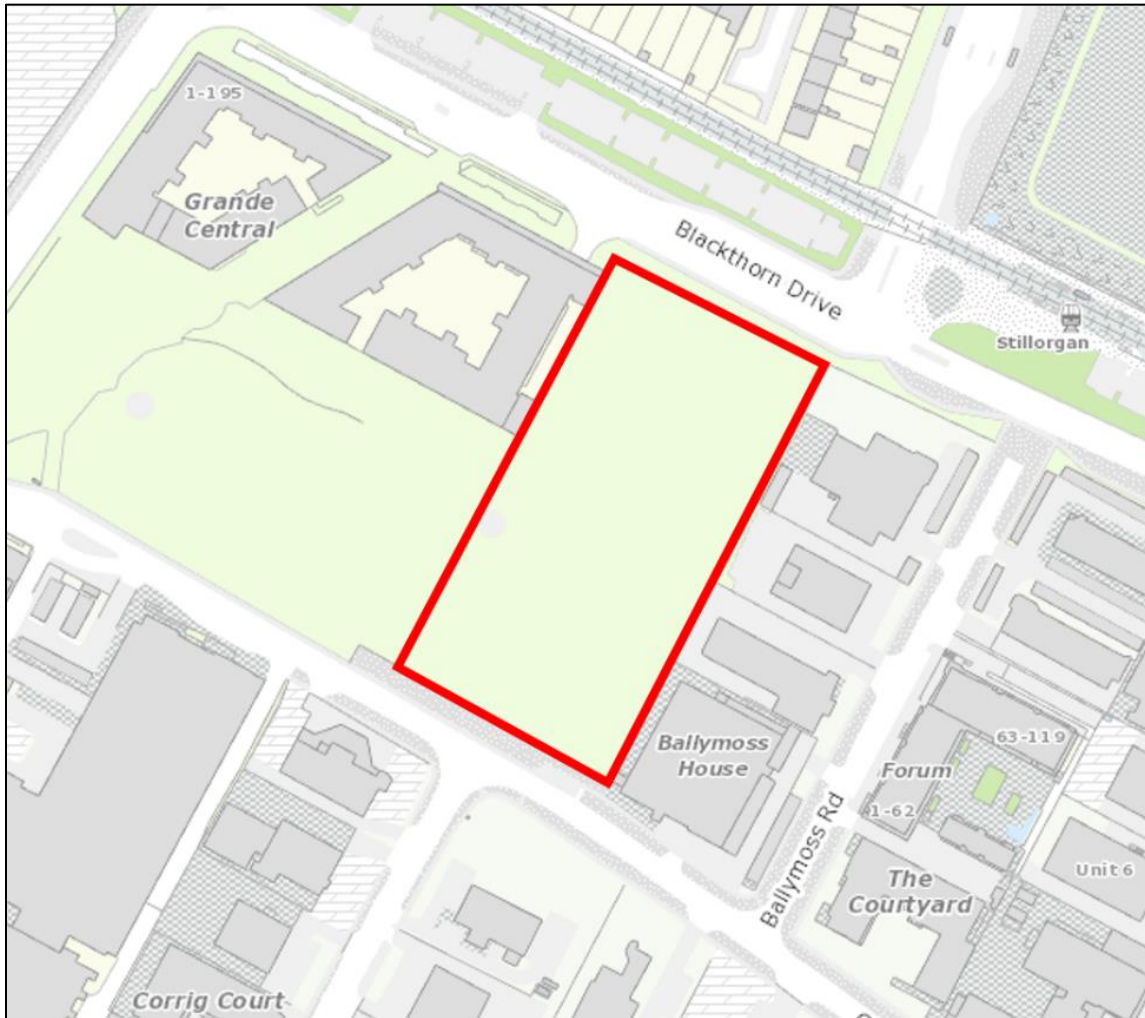 1-195
Grande
Central
Blackthorn Drive
Stillorgan
Ballymoss
House
63-119
Forum
1-62
Ballymoss Rd
The
Courtyard
Unit 6
Corrig Court